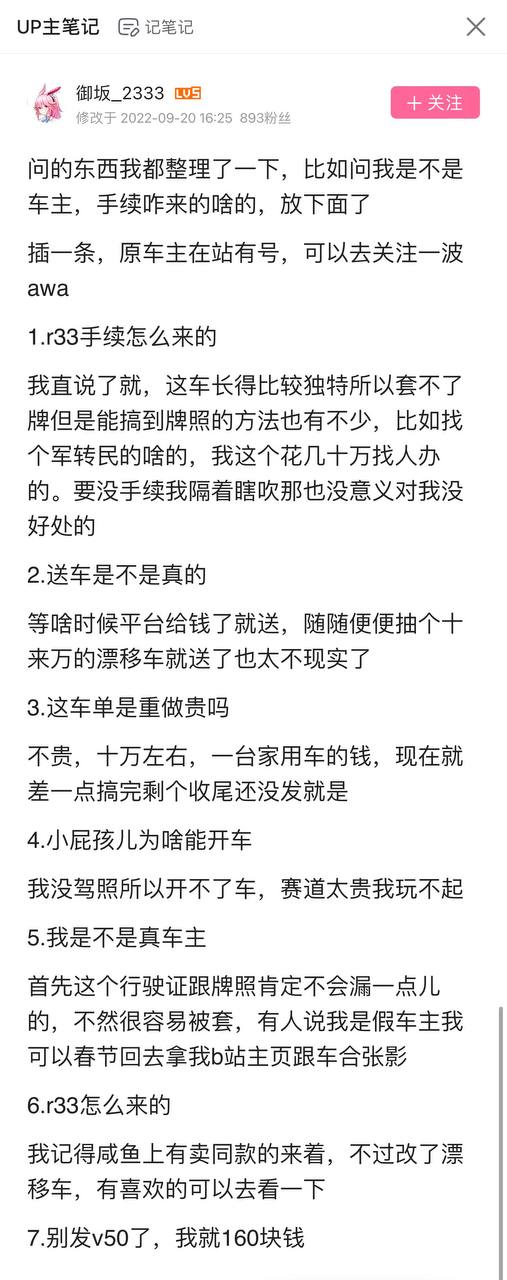 UP主笔记 记笔记
御坂_2333 LV5
修改于 2022-09-20 16:25 893粉丝
+ 关注
问的东西我都整理了一下，比如问我是不是
车主，手续咋来的啥的，放下面了
插一条，原车主在站有号，可以去关注一波
awa
1.r33手续怎么来的
我直说了就，这车长得比较独特所以套不了
牌但是能搞到牌照的方法也有不少，比如找
个军转民的啥的，我这个花几十万找人办
的。要没手续我隔着瞎吹那也没意义对我没
好处的
2.送车是不是真的
等啥时候平台给钱了就送，随随便便抽个十
来万的漂移车就送了也太不现实了
3.这车单是重做贵吗
不贵，十万左右，一台家用车的钱，现在就
差一点搞完剩个收尾还没发就是
4.小屁孩儿为啥能开车
我没驾照所以开不了车，赛道太贵我玩不起
5.我是不是真车主
首先这个行驶证跟牌照肯定不会漏一点儿
的，不然很容易被套，有人说我是假车主我
可以春节回去拿我b站主页跟车合张影
6.r33怎么来的
我记得咸鱼上有卖同款的来着，不过改了漂
移车，有喜欢的可以去看一下
7.别发v50了，我就160块钱